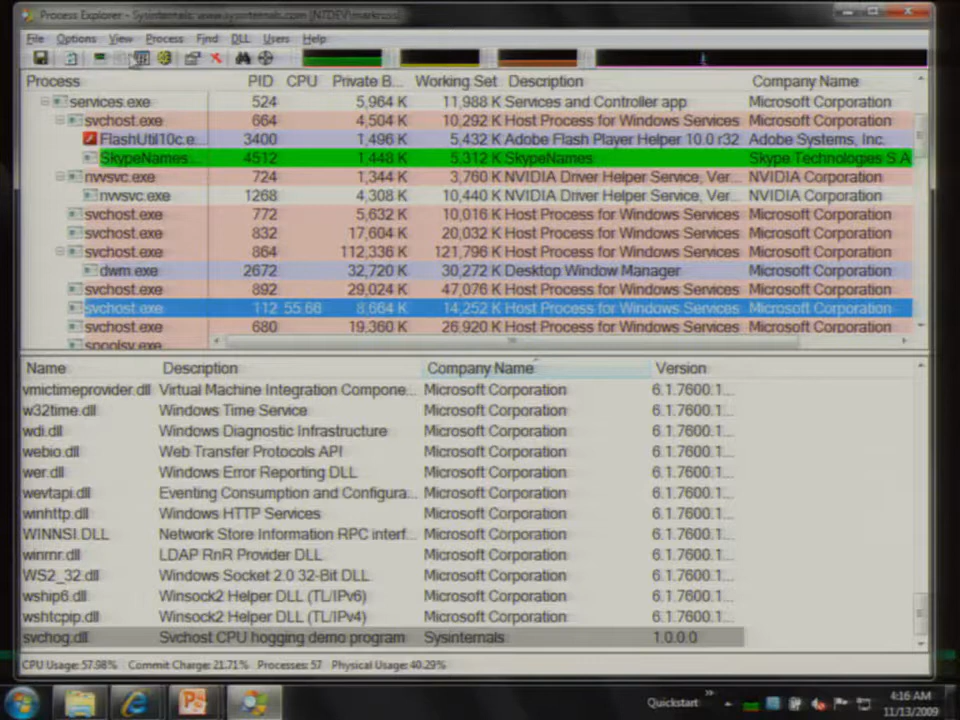 Process Explorer - Sysinternals: www.sysinternals.com [N7DEV\markruss]
File Options View Process Find DLL Users Help
Process PID CPU Private B... Working Set Description Company Name
services.exe 524 5,964 K 11,988 K Services and Controller app Microsoft Corporation
svchost.exe 664 4,504 K 10,292 K Host Process for Windows Services Microsoft Corporation
FlashUtil10c.e... 3400 1,496 K 5,432 K Adobe Flash Player Helper 10.0 r32 Adobe Systems, Inc.
SkypeNames... 4512 1,448 K 5,312 K SkypeNames Skype Technologies S.A
nvvsvc.exe 724 1,344 K 3,760 K NVIDIA Driver Helper Service, Ver... NVIDIA Corporation
nvvsvc.exe 1268 4,308 K 10,440 K NVIDIA Driver Helper Service, Ver... NVIDIA Corporation
svchost.exe 772 5,632 K 10,016 K Host Process for Windows Services Microsoft Corporation
svchost.exe 832 17,604 K 20,032 K Host Process for Windows Services Microsoft Corporation
svchost.exe 864 112,336 K 121,796 K Host Process for Windows Services Microsoft Corporation
dwm.exe 2672 32,720 K 30,272 K Desktop Window Manager Microsoft Corporation
svchost.exe 892 29,024 K 47,076 K Host Process for Windows Services Microsoft Corporation
svchost.exe 112 55.66 8,664 K 14,252 K Host Process for Windows Services Microsoft Corporation
svchost.exe 680 19,360 K 26,920 K Host Process for Windows Services Microsoft Corporation
spoolsv.exe
Name Description Company Name Version
vmictimeprovider.dll Virtual Machine Integration Compone... Microsoft Corporation 6.1.7600.1...
w32time.dll Windows Time Service Microsoft Corporation 6.1.7600.1...
wdi.dll Windows Diagnostic Infrastructure Microsoft Corporation 6.1.7600.1...
webio.dll Web Transfer Protocols API Microsoft Corporation 6.1.7600.1...
wer.dll Windows Error Reporting DLL Microsoft Corporation 6.1.7600.1...
wevtapi.dll Eventing Consumption and Configura... Microsoft Corporation 6.1.7600.1...
winhttp.dll Windows HTTP Services Microsoft Corporation 6.1.7600.1...
WINNSI.DLL Network Store Information RPC interf... Microsoft Corporation 6.1.7600.1...
winrnr.dll LDAP RnR Provider DLL Microsoft Corporation 6.1.7600.1...
WS2_32.dll Windows Socket 2.0 32-Bit DLL Microsoft Corporation 6.1.7600.1...
wship6.dll Winsock2 Helper DLL (TL/IPv6) Microsoft Corporation 6.1.7600.1...
wshtcpip.dll Winsock2 Helper DLL (TL/IPv4) Microsoft Corporation 6.1.7600.1...
svchog.dll Svchost CPU hogging demo program Sysinternals 1.0.0.0
CPU Usage: 57.98% Commit Charge: 21.71% Processes: 57 Physical Usage: 40.29%
Quickstart
4:16 AM
11/13/2009